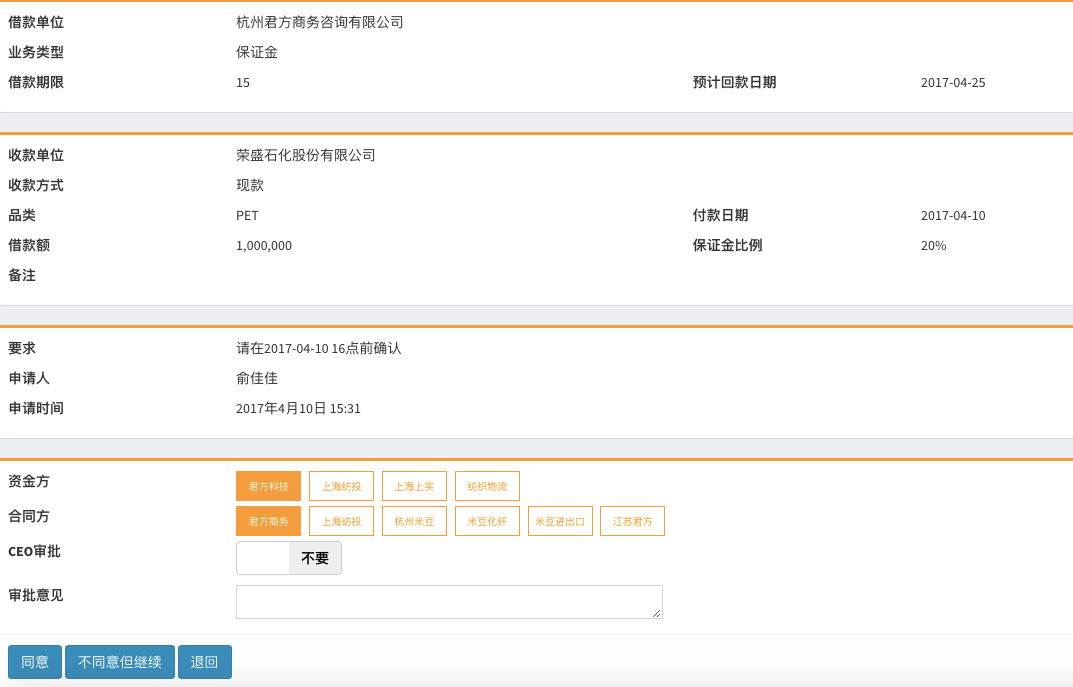 借款单位 杭州君方商务咨询有限公司
业务类型 保证金
借款期限 15 预计回款日期 2017-04-25
收款单位 荣盛石化股份有限公司
收款方式 现款
品类 PET 付款日期 2017-04-10
借款额 1,000,000 保证金比例 20%
备注
要求 请在2017-04-10 16点前确认
申请人 俞佳佳
申请时间 2017年4月10日 15:31
资金方 君方科技 上海纺投 上海上实 纺织物流
合同方 君方商务 上海纺投 杭州米豆 米豆化纤 米豆进出口 江苏君方
CEO审批 不要
审批意见
同意 不同意但继续 退回